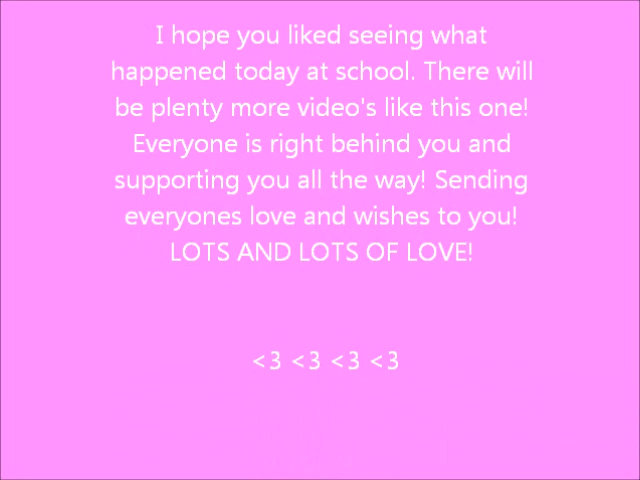 I hope you liked seeing what
happened today at school. There will
be plenty more video's like this one!
Everyone is right behind you and
supporting you all the way! Sending
everyones love and wishes to you!
LOTS AND LOTS OF LOVE!
<3 <3 <3 <3